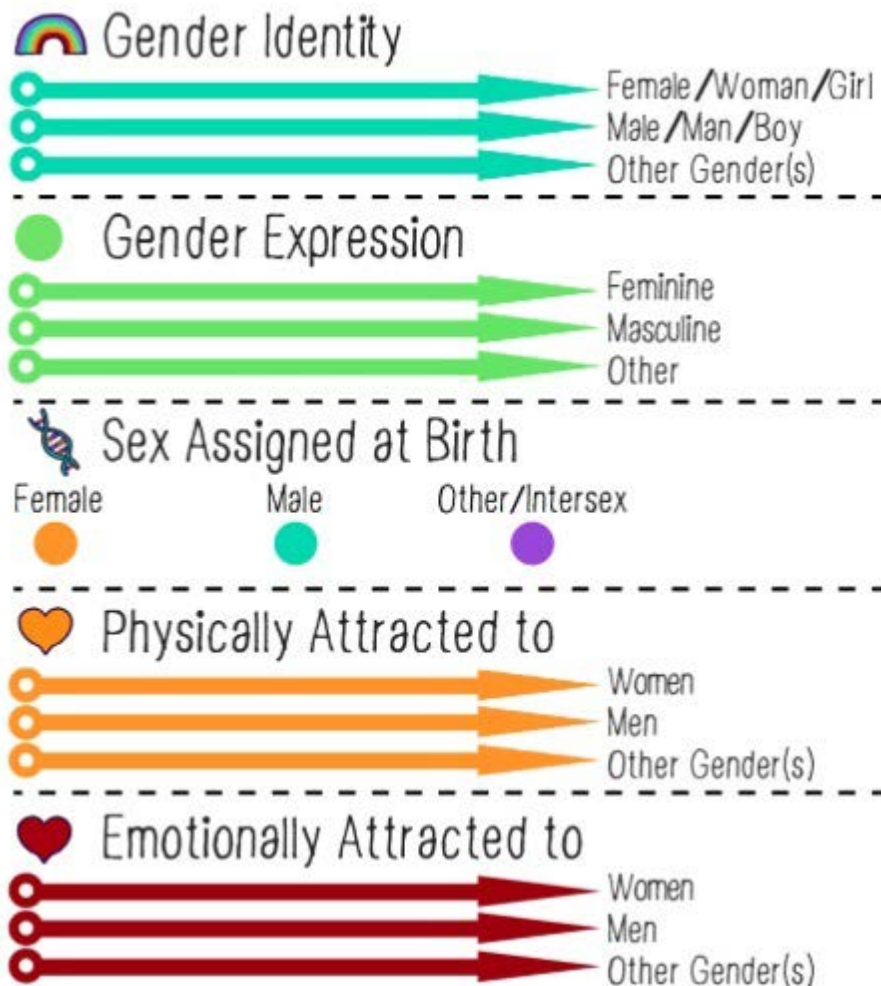 Gender Identity
Female/Woman/Girl
Male/Man/Boy
Other Gender(s)
Gender Expression
Feminine
Masculine
Other
Sex Assigned at Birth
Female Male Other/Intersex
Physically Attracted to
Women
Men
Other Gender(s)
Emotionally Attracted to
Women
Men
Other Gender(s)